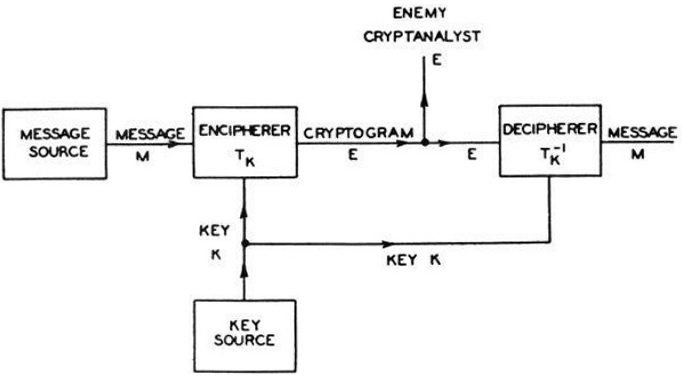 ENEMY
CRYPTANALYST
E
MESSAGE
SOURCE
MESSAGE
M
ENCIPHERER
T_K
CRYPTOGRAM
E
E
DECIPHERER
T_K^-1
MESSAGE
M
KEY
K
KEY K
KEY
SOURCE